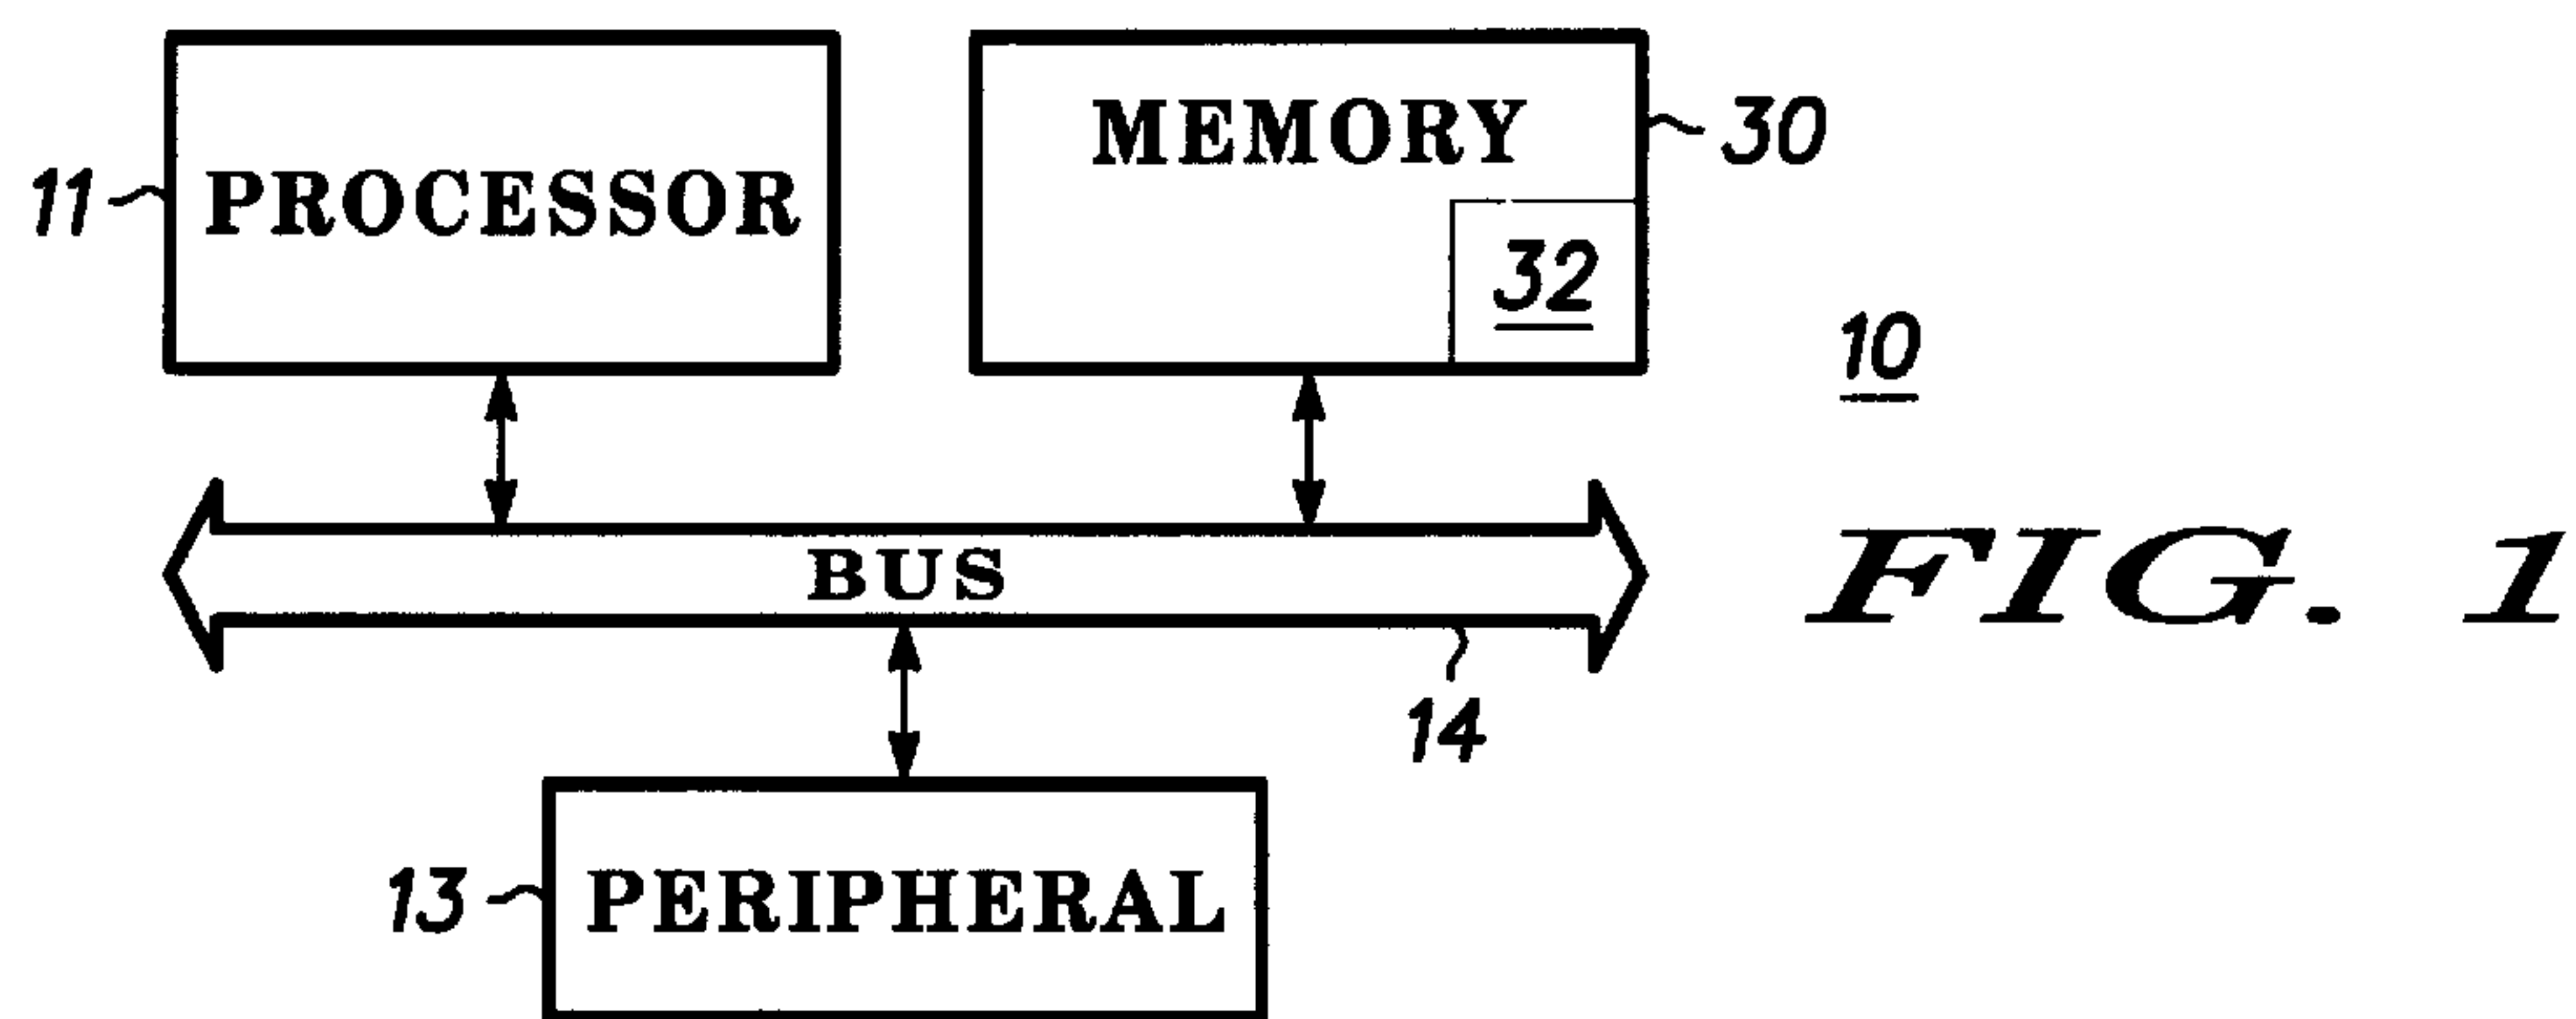 MEMORY
30
11
PROCESSOR
32
10
BUS
FIG. 1
14
13
PERIPHERAL